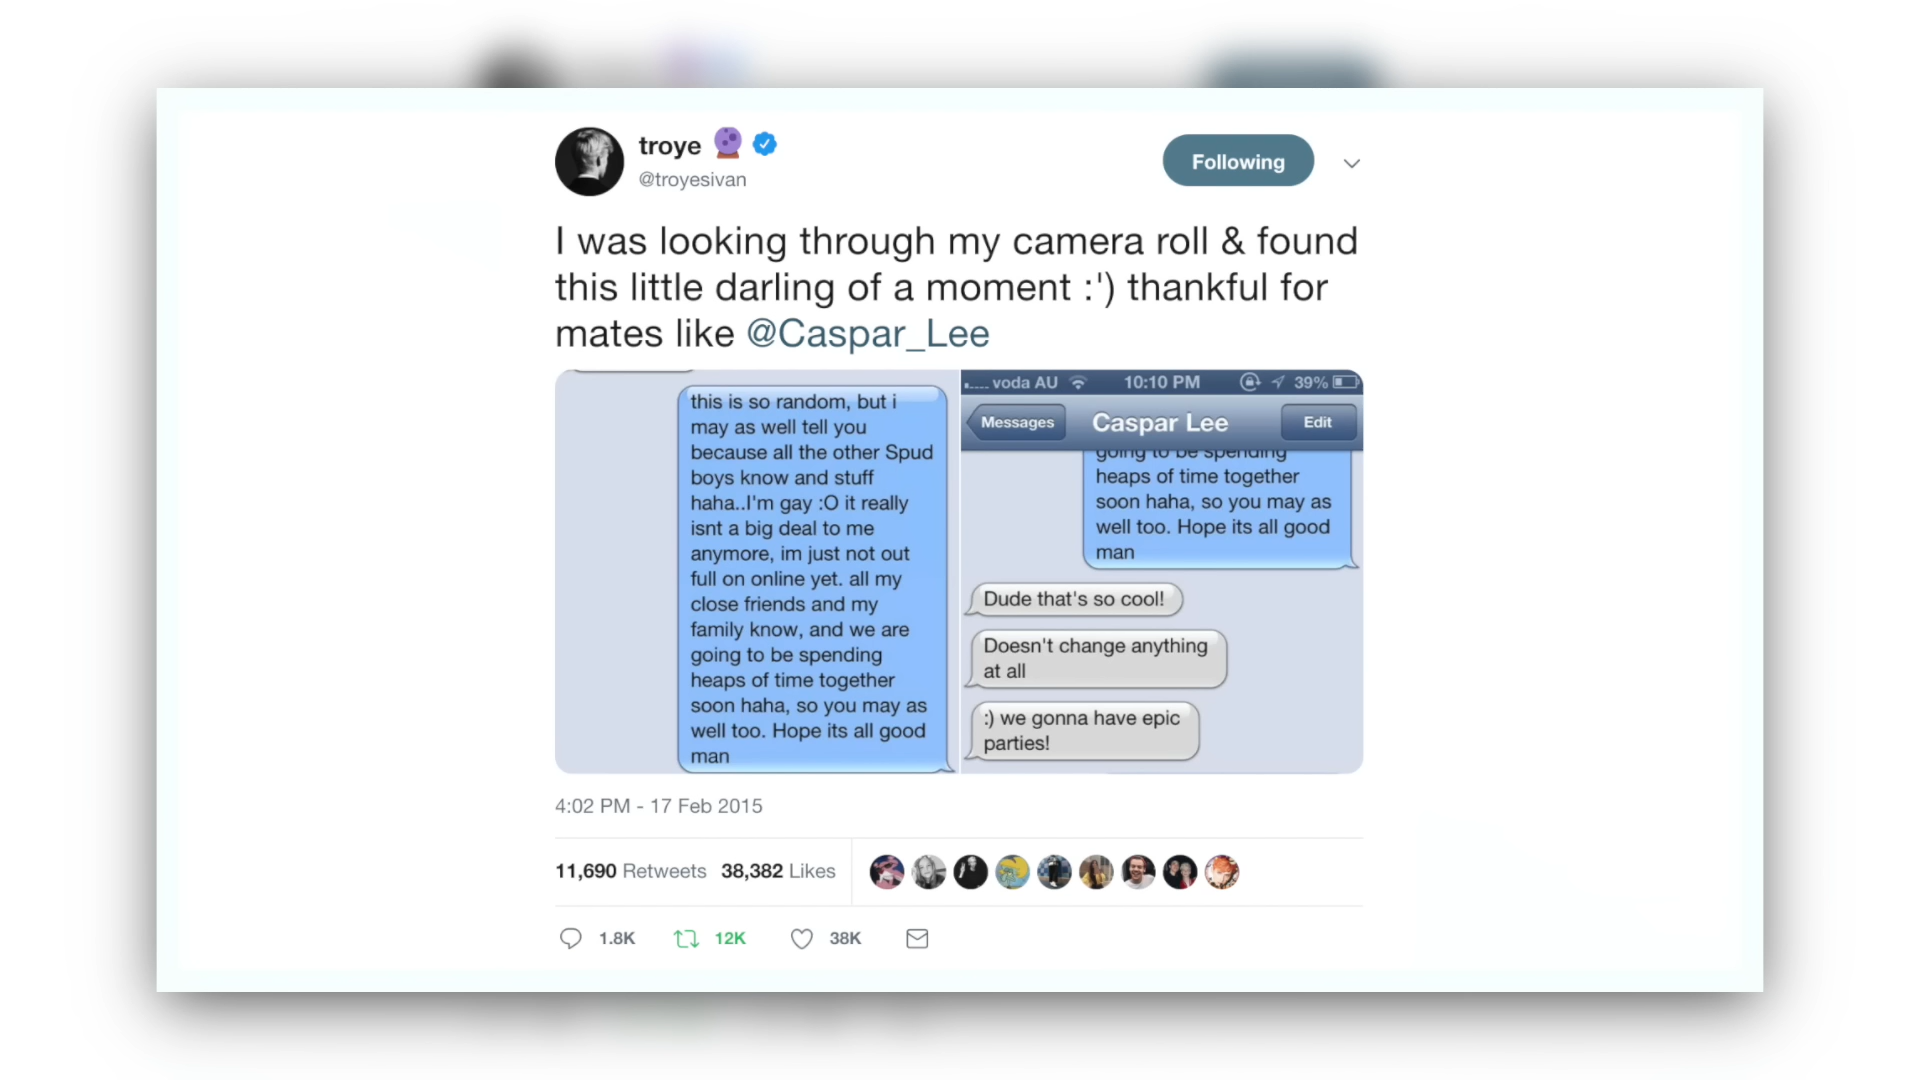 troye
@troyesivan
Following
I was looking through my camera roll & found
this little darling of a moment :') thankful for
mates like @Caspar_Lee
this is so random, but i
may as well tell you
because all the other Spud
boys know and stuff
haha..I'm gay :O it really
isnt a big deal to me
anymore, im just not out
full on online yet. all my
close friends and my
family know, and we are
going to be spending
heaps of time together
soon haha, so you may as
well too. Hope its all good
man
voda AU 10:10 PM 39%
Messages Caspar Lee Edit
going to be spending
heaps of time together
soon haha, so you may as
well too. Hope its all good
man
Dude that's so cool!
Doesn't change anything
at all
:) we gonna have epic
parties!
4:02 PM - 17 Feb 2015
11,690 Retweets 38,382 Likes
1.8K 12K 38K